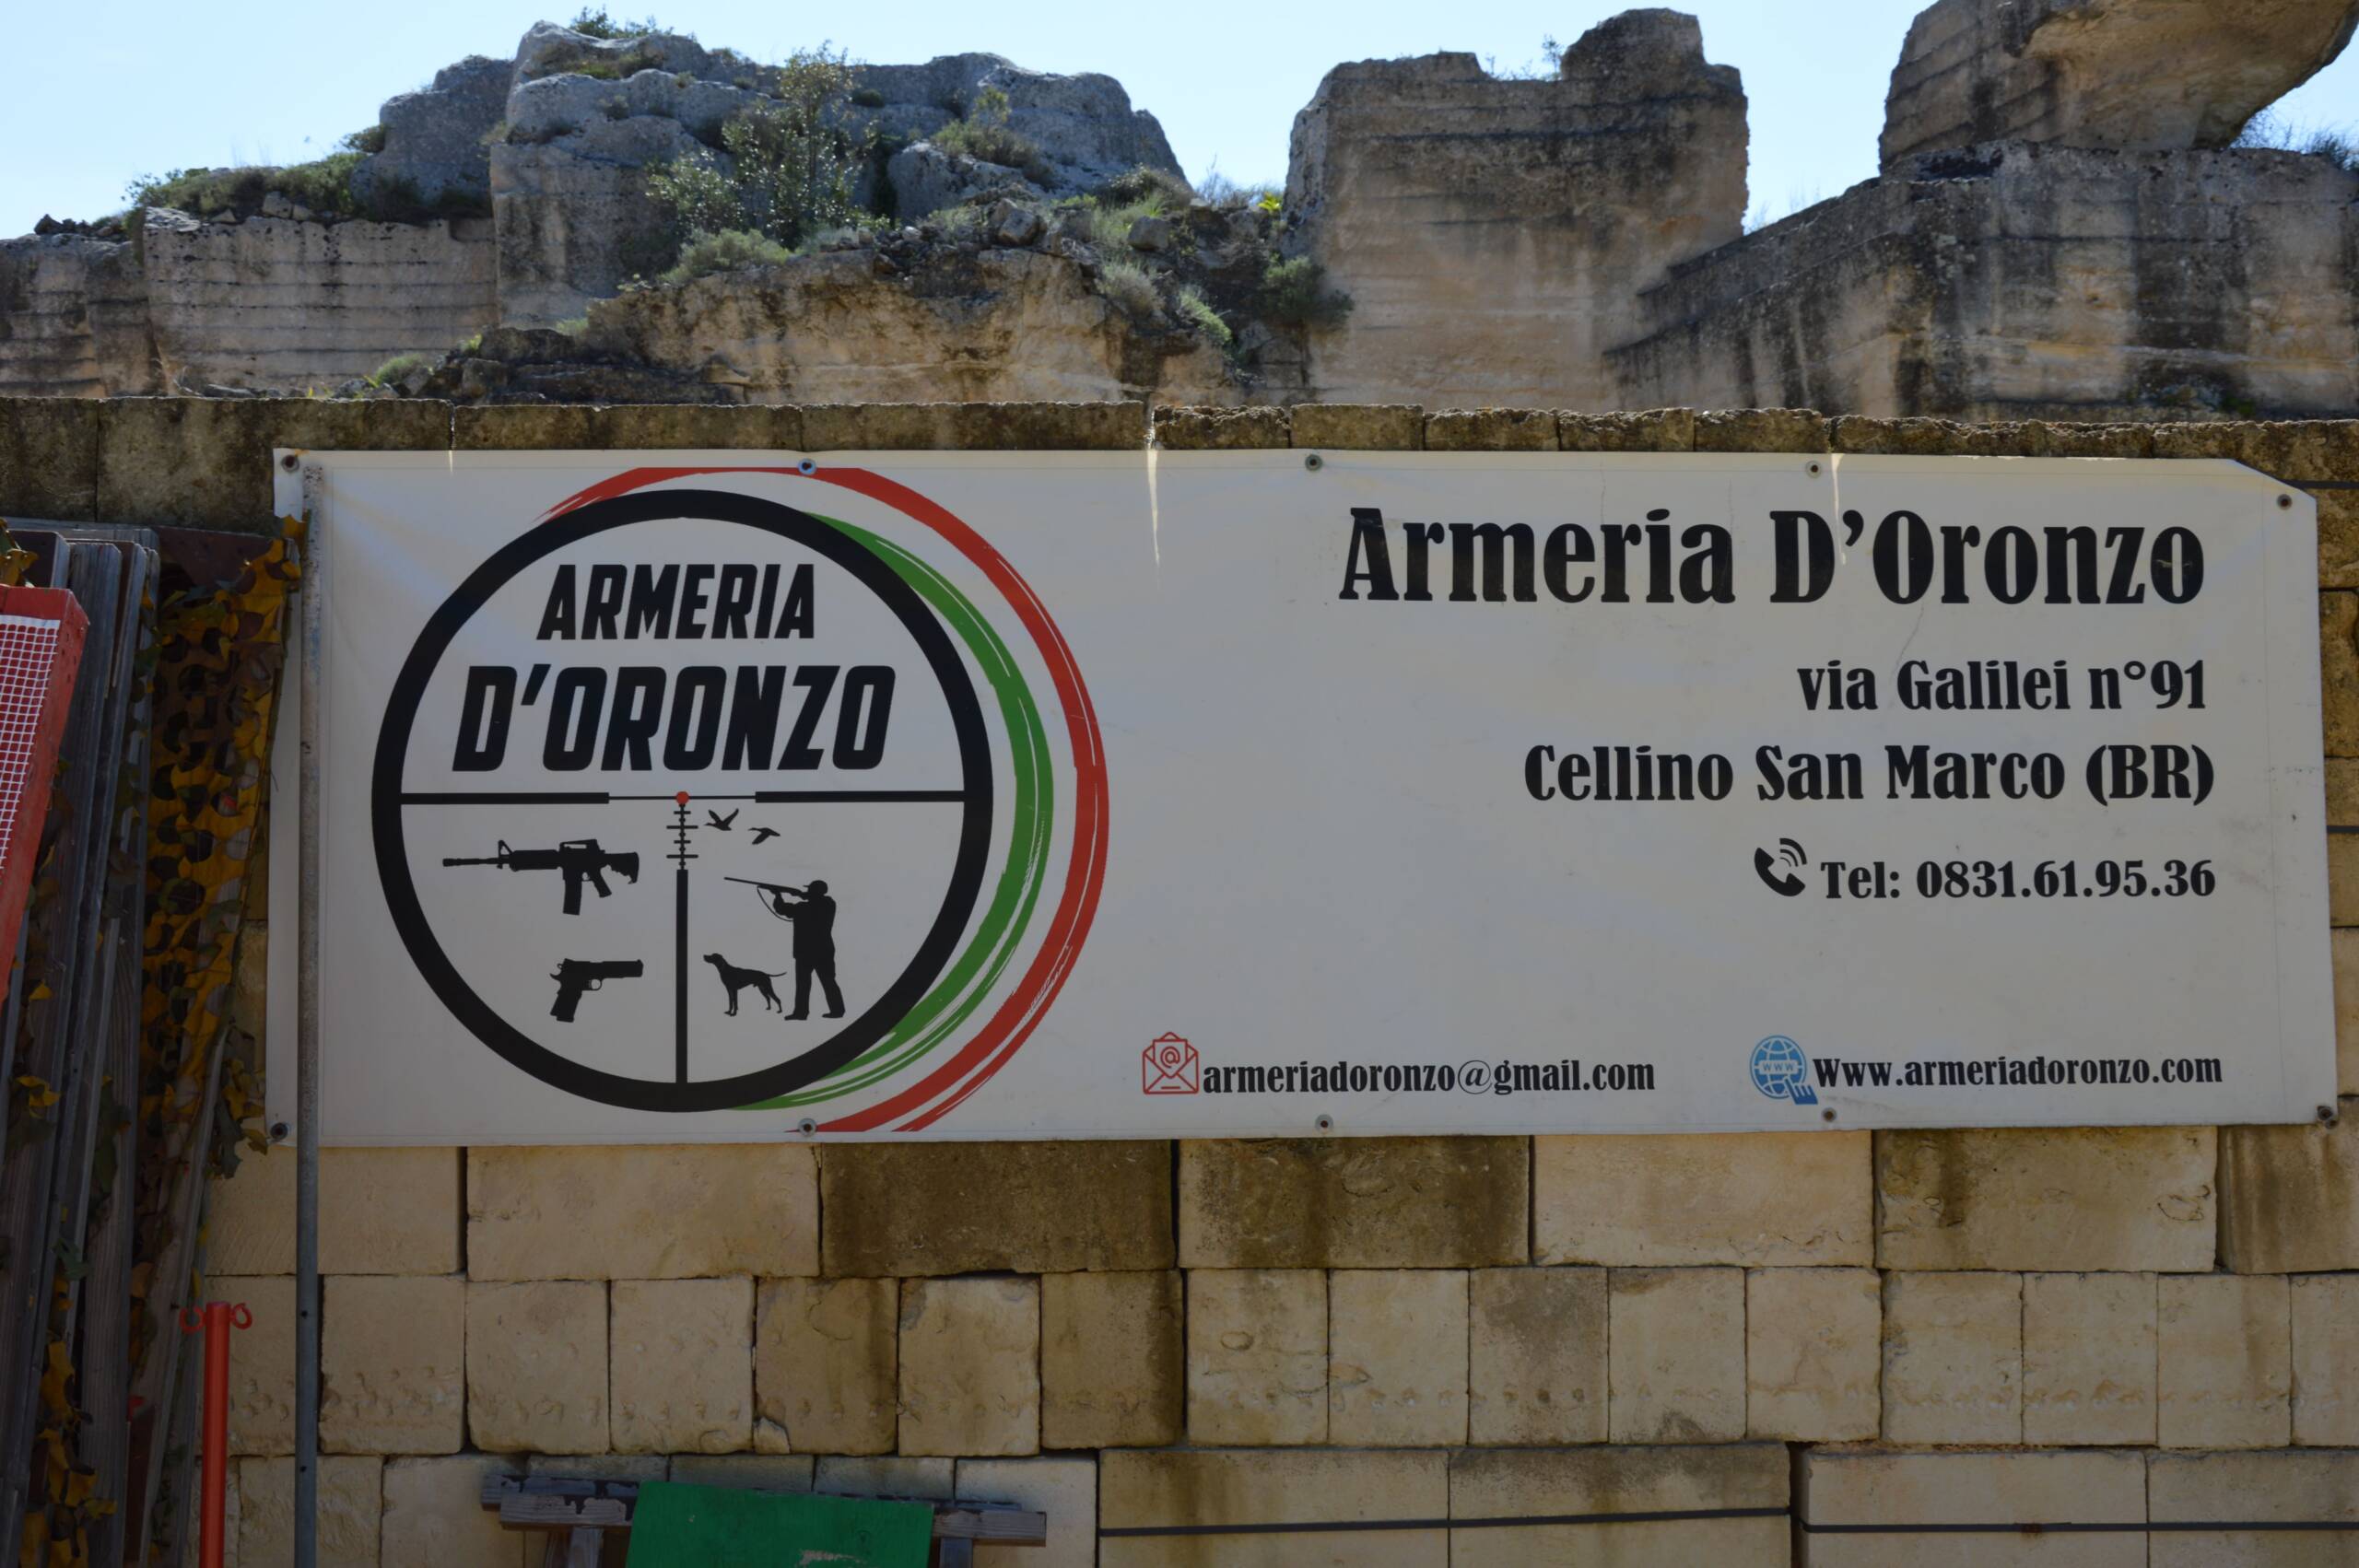 ARMERIA
D'ORONZO
Armeria D'Oronzo
via Galilei n°91
Cellino San Marco (BR)
Tel: 0831.61.95.36
@ armeriadoronzo@gmail.com
WWW Www.armeriadoronzo.com